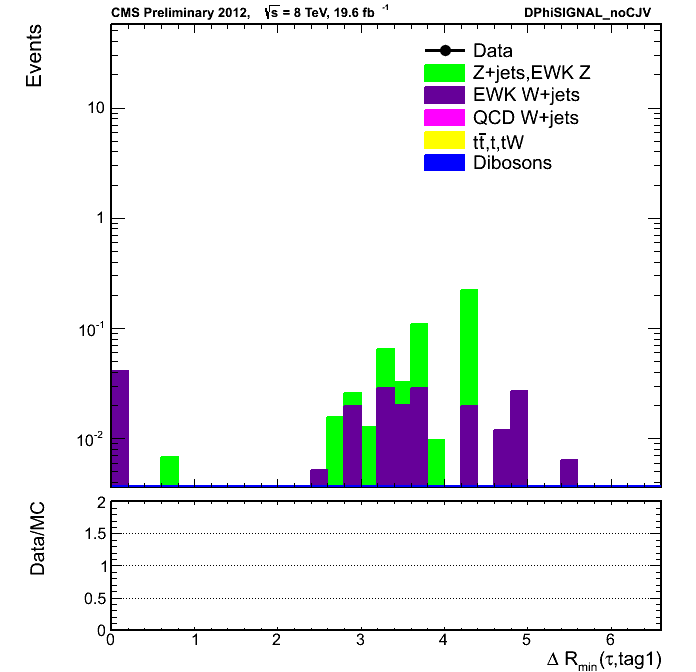 CMS Preliminary 2012, √s = 8 TeV, 19.6 fb⁻¹ DPhiSIGNAL_noCJV
Events
Data
Z+jets,EWK Z
EWK W+jets
QCD W+jets
tt̄,t,tW
Dibosons
10
1
10⁻¹
10⁻²
Data/MC
2
1.5
1
0.5
0
0 1 2 3 4 5 6
Δ R_min(τ,tag1)